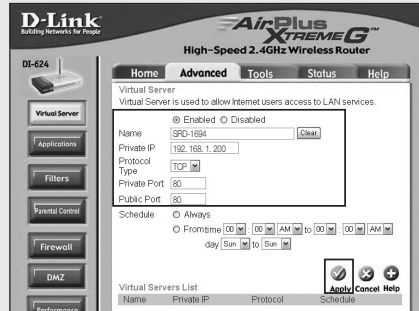 D-Link
Building Networks for People
AirPlus
XTREME G™
High-Speed 2.4GHz Wireless Router
DI-624
Home Advanced Tools Status Help
Virtual Server
Applications
Filters
Parental Control
Firewall
DMZ
Performance
Virtual Server
Virtual Server is used to allow Internet users access to LAN services.
Enabled Disabled
Name SRD-1694 Clear
Private IP 192. 168. 1. 200
Protocol Type TCP
Private Port 80
Public Port 80
Schedule Always
From time 00 : 00 AM to 00 : 00 AM
day Sun to Sun
Apply Cancel Help
Virtual Servers List
Name Private IP Protocol Schedule